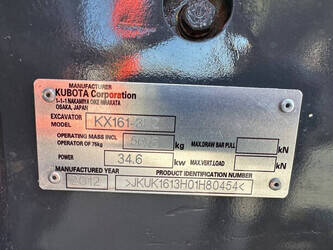 MANUFACTURER
KUBOTA Corporation
1-1-1 NAKAMIYA OIKE HIRAKATA
OSAKA, JAPAN
EXCAVATOR
MODEL KX161-3
OPERATING MASS INCL.
OPERATOR OF 75kg kg MAX.DRAW BAR PULL kN
POWER 34.6 kw MAX.VERT.LOAD kN
MANUFACTURED YEAR PRODUCT IDENTIFICATION NUMBER
2012 >JKUK1613H01H80454<